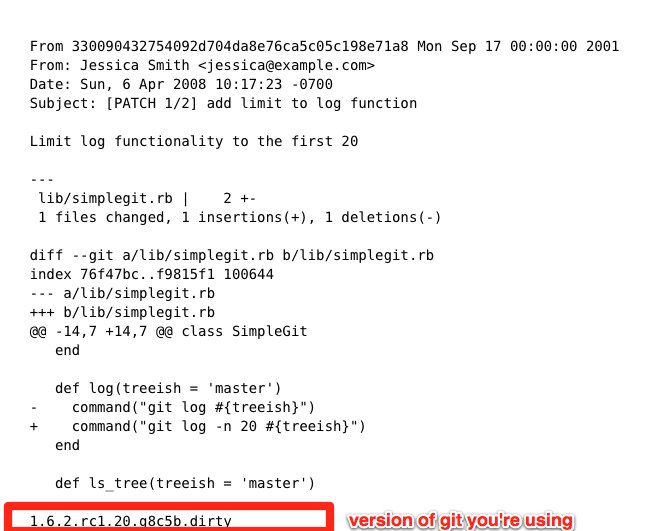 From 330090432754092d704da8e76ca5c05c198e71a8 Mon Sep 17 00:00:00 2001
From: Jessica Smith <jessica@example.com>
Date: Sun, 6 Apr 2008 10:17:23 -0700
Subject: [PATCH 1/2] add limit to log function

Limit log functionality to the first 20

---
 lib/simplegit.rb |    2 +-
 1 files changed, 1 insertions(+), 1 deletions(-)

diff --git a/lib/simplegit.rb b/lib/simplegit.rb
index 76f47bc..f9815f1 100644
--- a/lib/simplegit.rb
+++ b/lib/simplegit.rb
@@ -14,7 +14,7 @@ class SimpleGit
   end

   def log(treeish = 'master')
-    command("git log #{treeish}")
+    command("git log -n 20 #{treeish}")
   end

   def ls_tree(treeish = 'master')

1.6.2.rc1.20.g8c5b.dirty version of git you're using